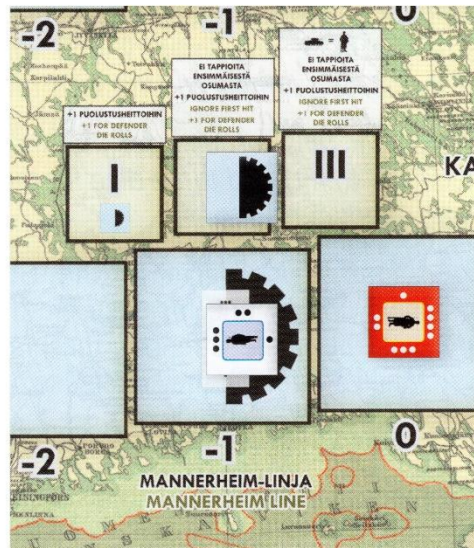 -2
-1
0
+1 PUOLUSTUSHEITTOIHIN
+1 FOR DEFENDER
DIE ROLLS
EI TAPPIOITA
ENSIMMÄISESTÄ
OSUMASTA
+1 PUOLUSTUSHEITTOIHIN
IGNORE FIRST HIT
+1 FOR DEFENDER
DIE ROLLS
=
EI TAPPIOITA
ENSIMMÄISESTÄ
OSUMASTA
+1 PUOLUSTUSHEITTOIHIN
IGNORE FIRST HIT
+1 FOR DEFENDER
DIE ROLLS
I
III
KA
-2
-1
0
MANNERHEIM-LINJA
MANNERHEIM LINE